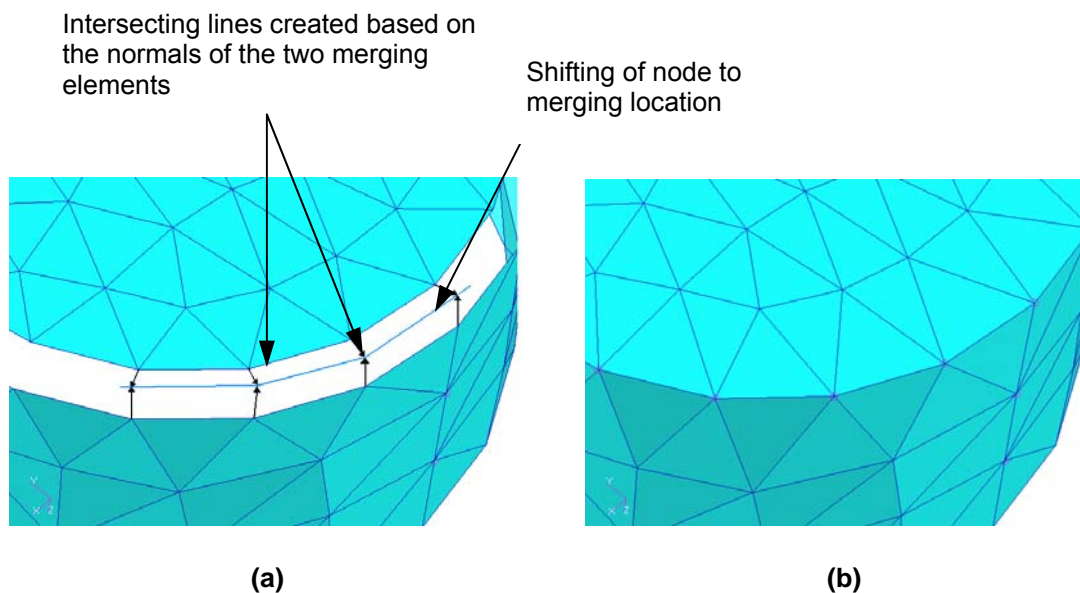 Intersecting lines created based on
the normals of the two merging
elements
Shifting of node to
merging location
Y
X Z
Y
X Z
(a)
(b)